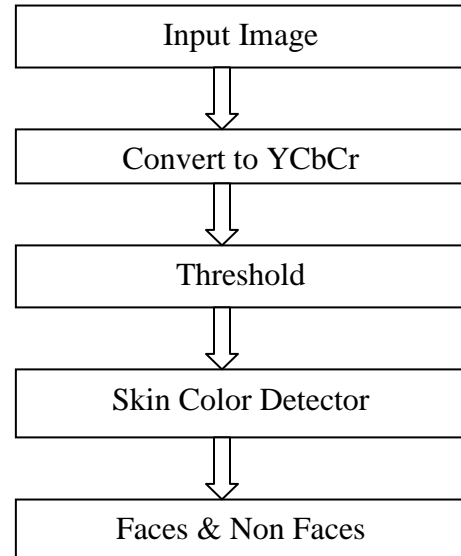 Input Image
Convert to YCbCr
Threshold
Skin Color Detector
Faces & Non Faces